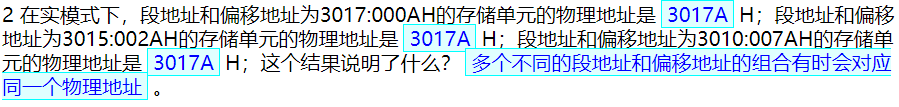 2 在实模式下，段地址和偏移地址为3017:000AH的存储单元的物理地址是 3017A H；段地址和偏移
地址为3015:002AH的存储单元的物理地址是 3017A H；段地址和偏移地址为3010:007AH的存储单
元的物理地址是 3017A H；这个结果说明了什么？ 多个不同的段地址和偏移地址的组合有时会对应
同一个物理地址 。